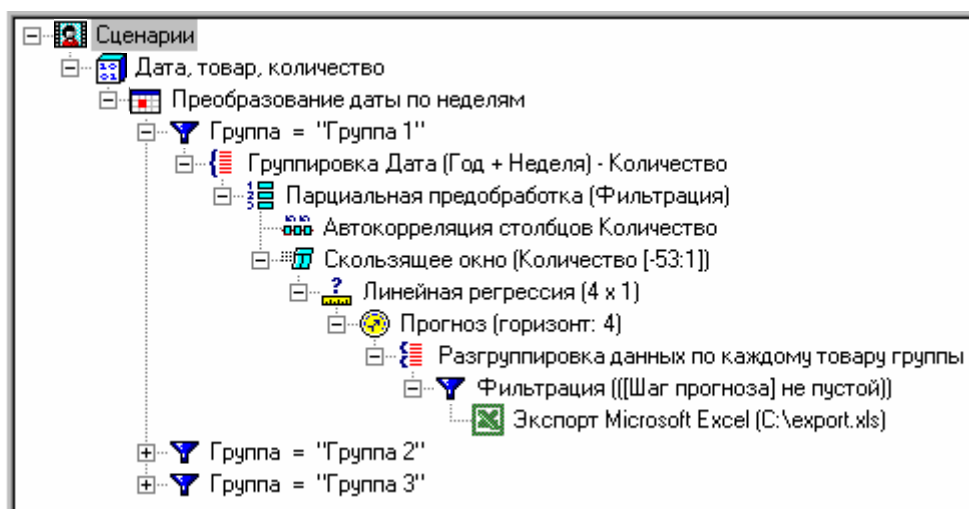 Сценарии
Дата, товар, количество
Преобразование даты по неделям
Группа = "Группа 1"
Группировка Дата (Год + Неделя) - Количество
Парциальная предобработка (Фильтрация)
Автокорреляция столбцов Количество
Скользящее окно (Количество [-53:1])
Линейная регрессия (4 x 1)
Прогноз (горизонт: 4)
Разгруппировка данных по каждому товару группы
Фильтрация (([Шаг прогноза] не пустой))
Экспорт Microsoft Excel (C:\export.xls)
Группа = "Группа 2"
Группа = "Группа 3"